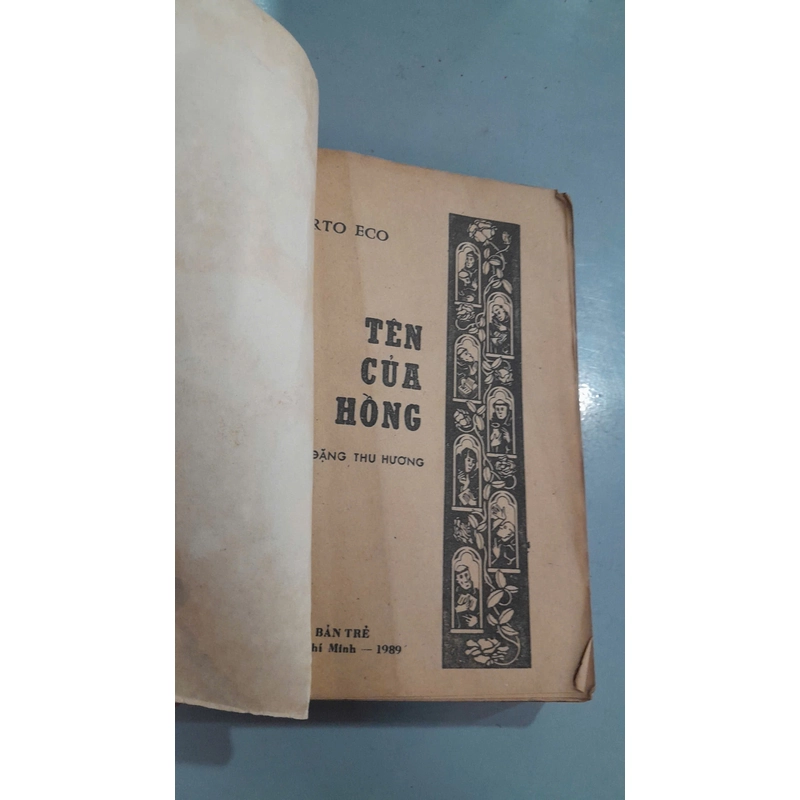 RTO ECO
TÊN
CỦA
HỒNG
ĐẶNG THU HƯƠNG
BẢN TRẺ
hí Minh — 1989